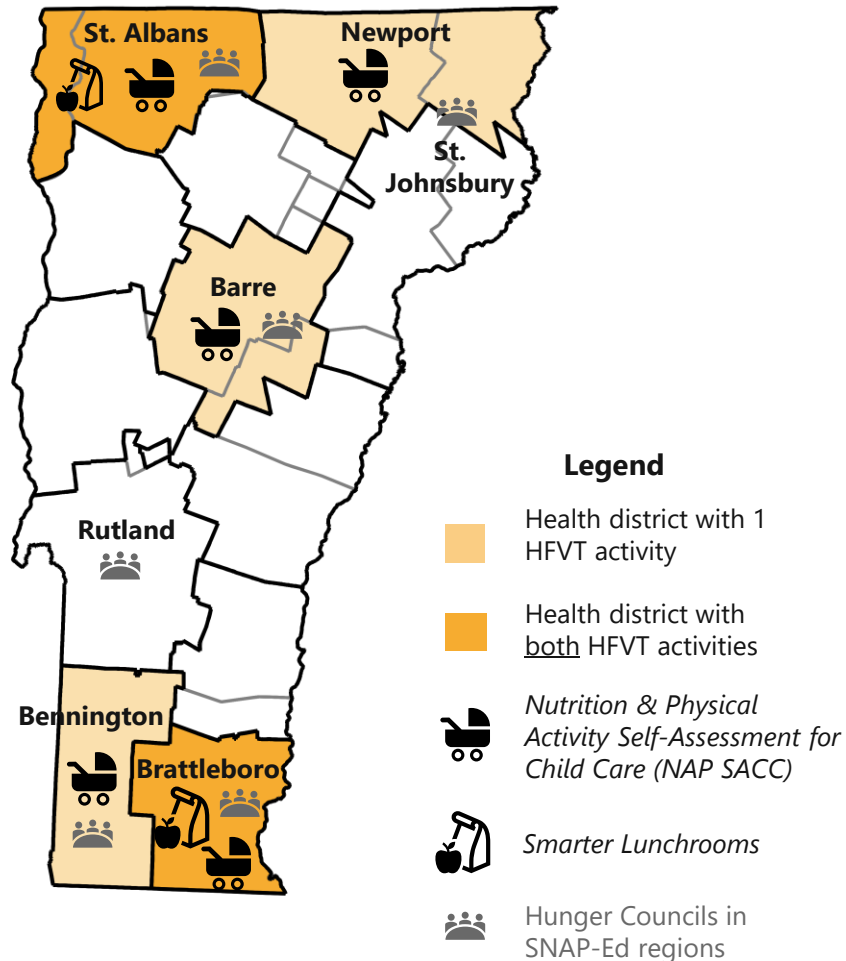 St. Albans
Newport
St.
Johnsbury
Barre
Rutland
Bennington
Brattleboro
Legend
Health district with 1
HFVT activity
Health district with
both HFVT activities
Nutrition & Physical
Activity Self-Assessment for
Child Care (NAP SACC)
Smarter Lunchrooms
Hunger Councils in
SNAP-Ed regions